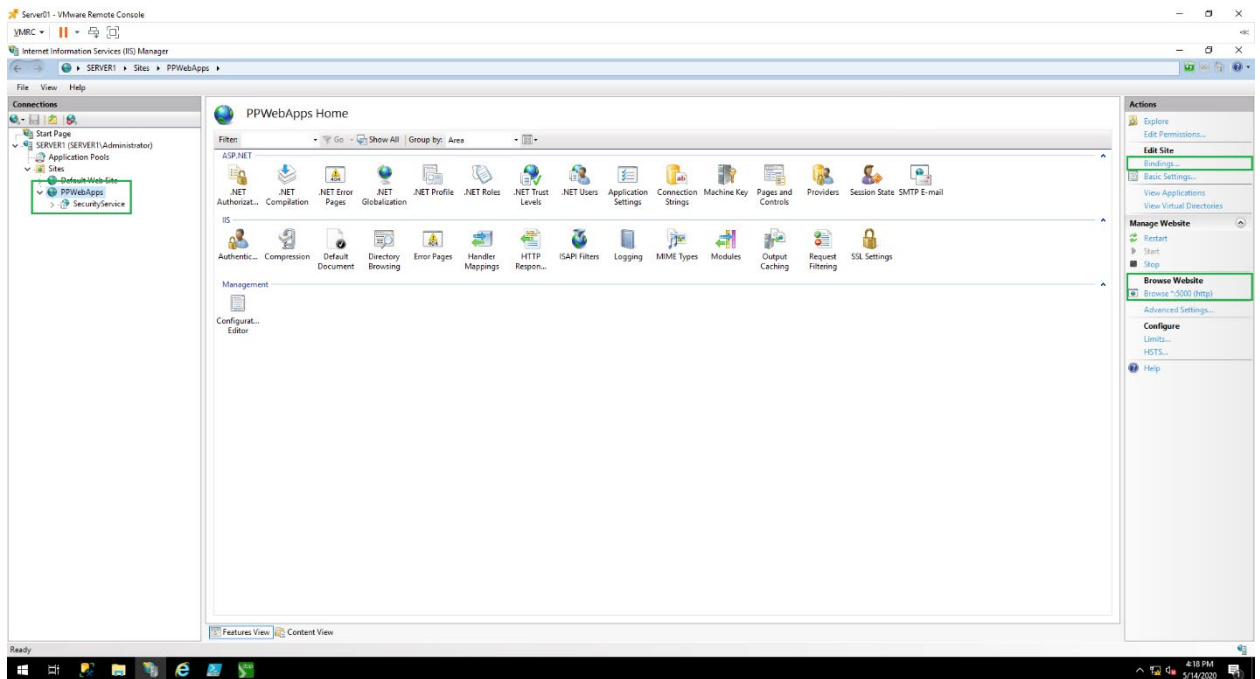 Server01 - VMware Remote Console
VMRC
Internet Information Services (IIS) Manager
SERVER1 Sites PPWebApps
File View Help
Connections
Start Page
SERVER1 (SERVER1\Administrator)
Application Pools
Sites
Default Web Site
PPWebApps
SecurityService
PPWebApps Home
Filter: Go Show All Group by: Area
ASP.NET
.NET Authorizat...
.NET Compilation
.NET Error Pages
.NET Globalization
.NET Profile
.NET Roles
.NET Trust Levels
.NET Users
Application Settings
Connection Strings
Machine Key
Pages and Controls
Providers
Session State
SMTP E-mail
IIS
Authentic...
Compression
Default Document
Directory Browsing
Error Pages
Handler Mappings
HTTP Respon...
ISAPI Filters
Logging
MIME Types
Modules
Output Caching
Request Filtering
SSL Settings
Management
Configurat... Editor
Features View Content View
Actions
Explore
Edit Permissions...
Edit Site
Bindings...
Basic Settings...
View Applications
View Virtual Directories
Manage Website
Restart
Start
Stop
Browse Website
Browse *:5000 (http)
Advanced Settings...
Configure
Limits...
HSTS...
Help
Ready
4:18 PM
5/14/2020